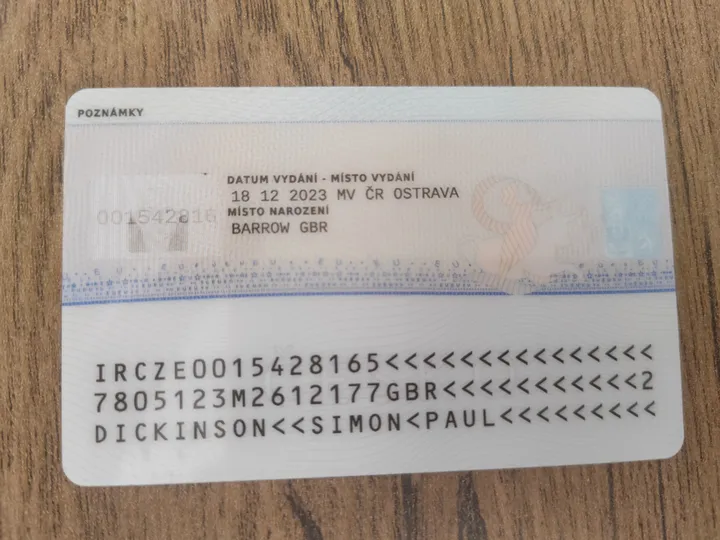 POZNÁMKY
DATUM VYDÁNÍ - MÍSTO VYDÁNÍ
18 12 2023 MV ČR OSTRAVA
001542816
MÍSTO NAROZENÍ
BARROW GBR
IRCZE0015428165<<<<<<<<<<<<<<<
7805123M2612177GBR<<<<<<<<<<<2
DICKINSON<<SIMON<PAUL<<<<<<<<<